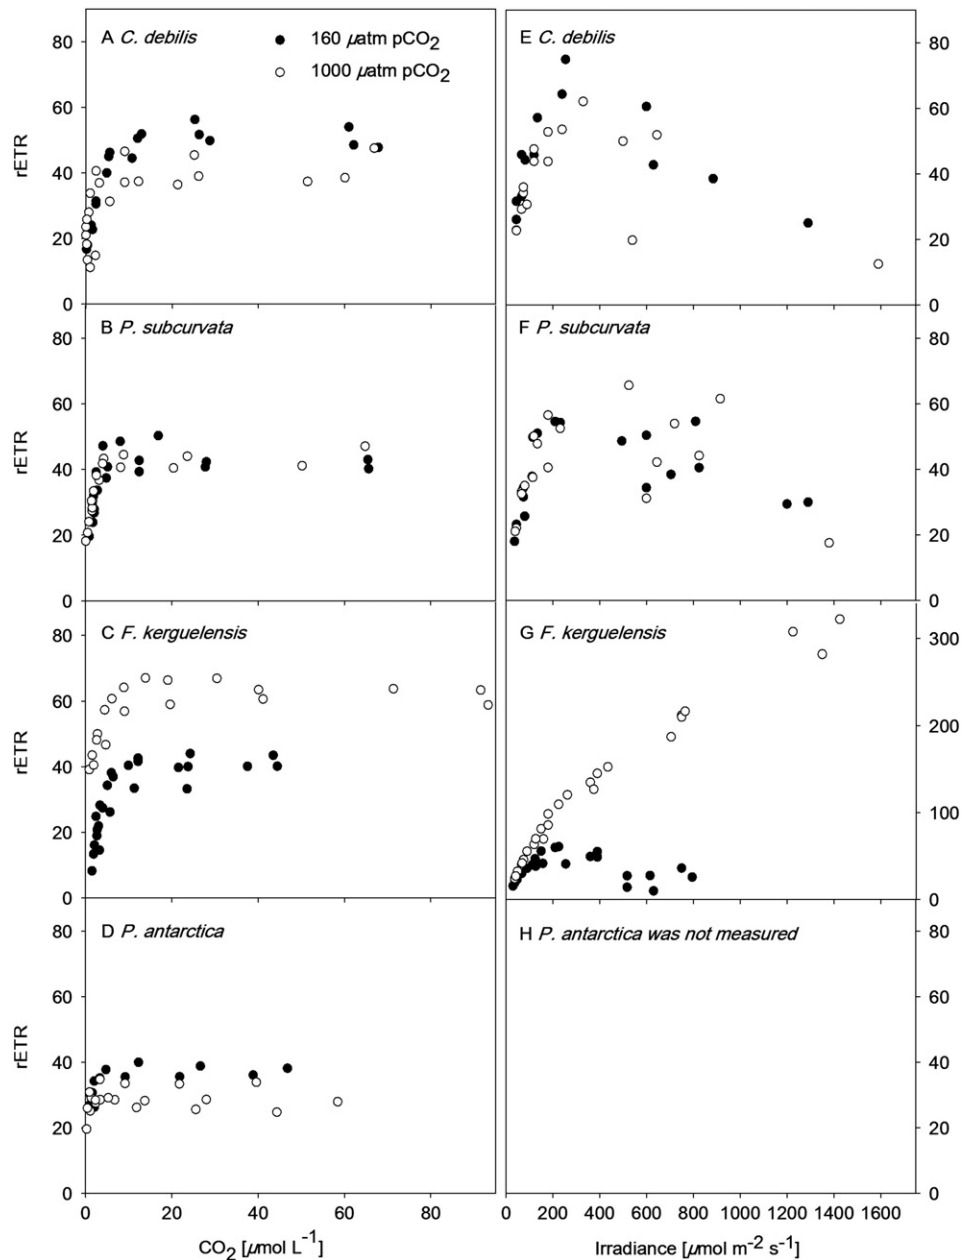 A C. debilis
160 µatm pCO2
1000 µatm pCO2
80
60
40
20
0
rETR
E C. debilis
80
60
40
20
0
B P. subcurvata
80
60
40
20
0
rETR
F P. subcurvata
80
60
40
20
0
C F. kerguelensis
80
60
40
20
0
rETR
G F. kerguelensis
300
200
100
0
D P. antarctica
80
60
40
20
0
rETR
H P. antarctica was not measured
80
60
40
20
0
0 20 40 60 80
CO2 [µmol L-1]
0 200 400 600 800 1000 1200 1400 1600
Irradiance [µmol m-2 s-1]